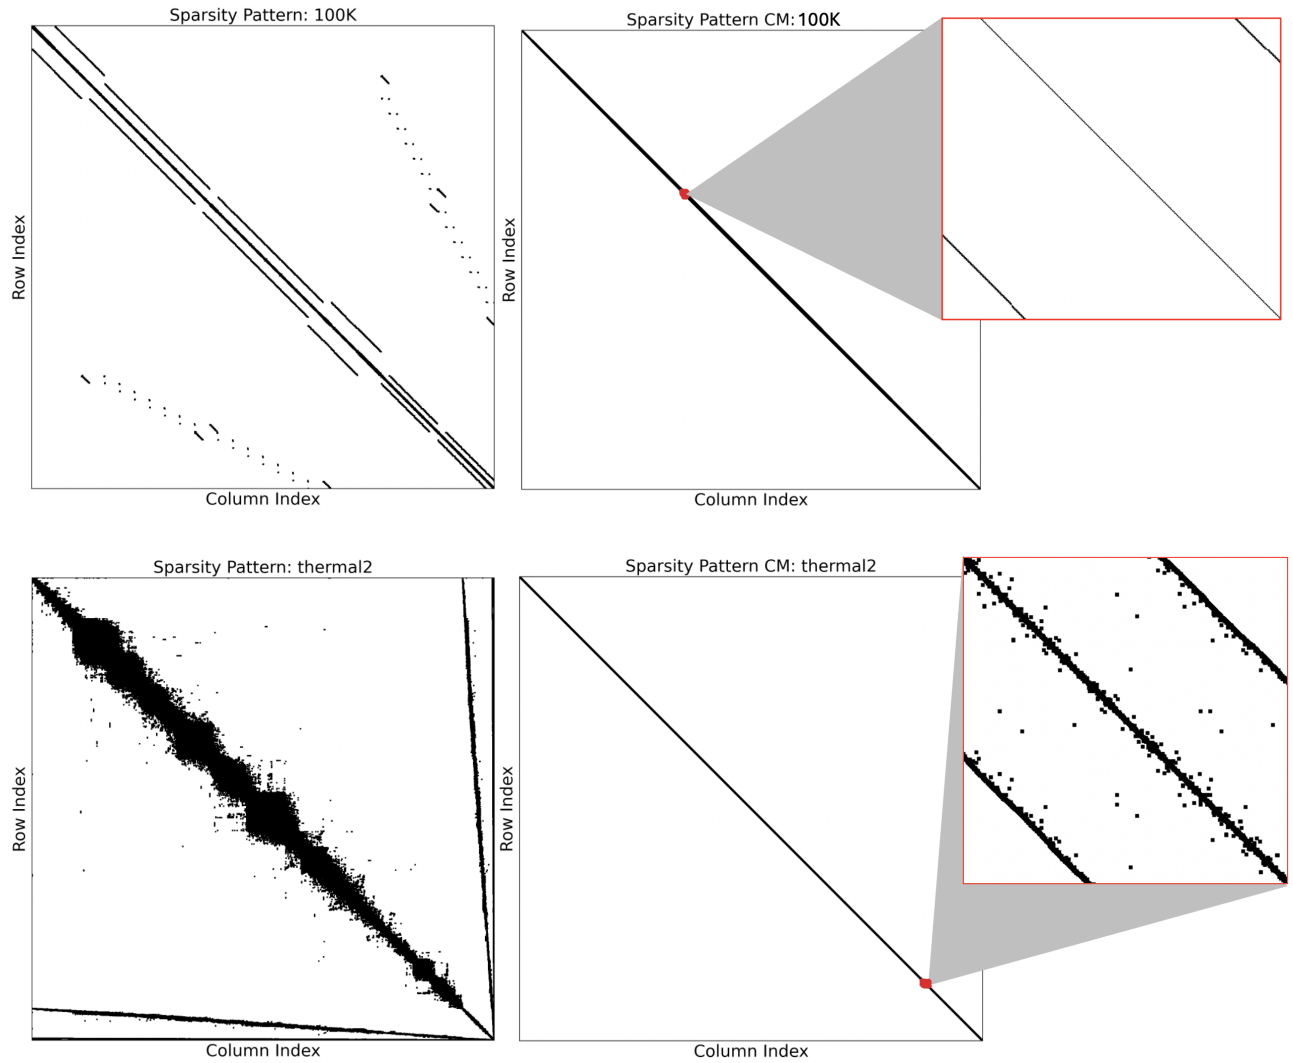 Sparsity Pattern: 100K
Row Index
Column Index
Sparsity Pattern CM: 100K
Row Index
Column Index
Sparsity Pattern: thermal2
Row Index
Column Index
Sparsity Pattern CM: thermal2
Row Index
Column Index